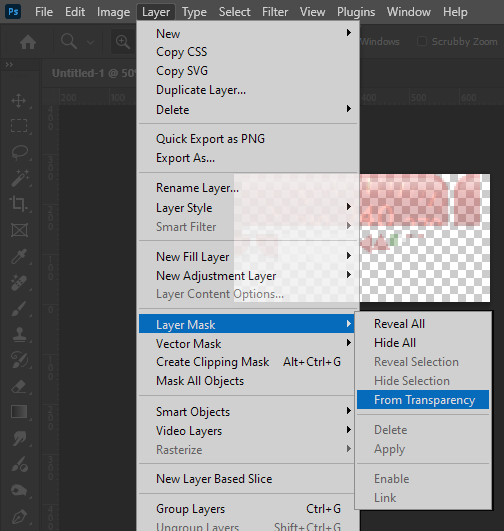 Ps File Edit Image Layer Type Select Filter View Plugins Window Help
Windows Scrubby Zoom
Untitled-1 @ 50%
200 100 400 500 600
New
Copy CSS
Copy SVG
Duplicate Layer...
Delete
Quick Export as PNG
Export As...
Rename Layer...
Layer Style
Smart Filter
New Fill Layer
New Adjustment Layer
Layer Content Options...
Layer Mask
Vector Mask
Create Clipping Mask Alt+Ctrl+G
Mask All Objects
Smart Objects
Video Layers
Rasterize
New Layer Based Slice
Group Layers Ctrl+G
Ungroup Layers Shift+Ctrl+G
Reveal All
Hide All
Reveal Selection
Hide Selection
From Transparency
Delete
Apply
Enable
Link